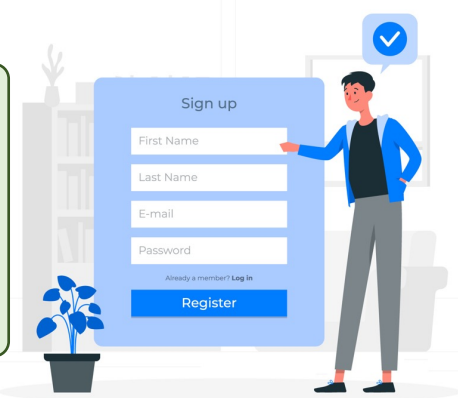 Sign up
First Name
Last Name
E-mail
Password
Already a member? Log in
Register